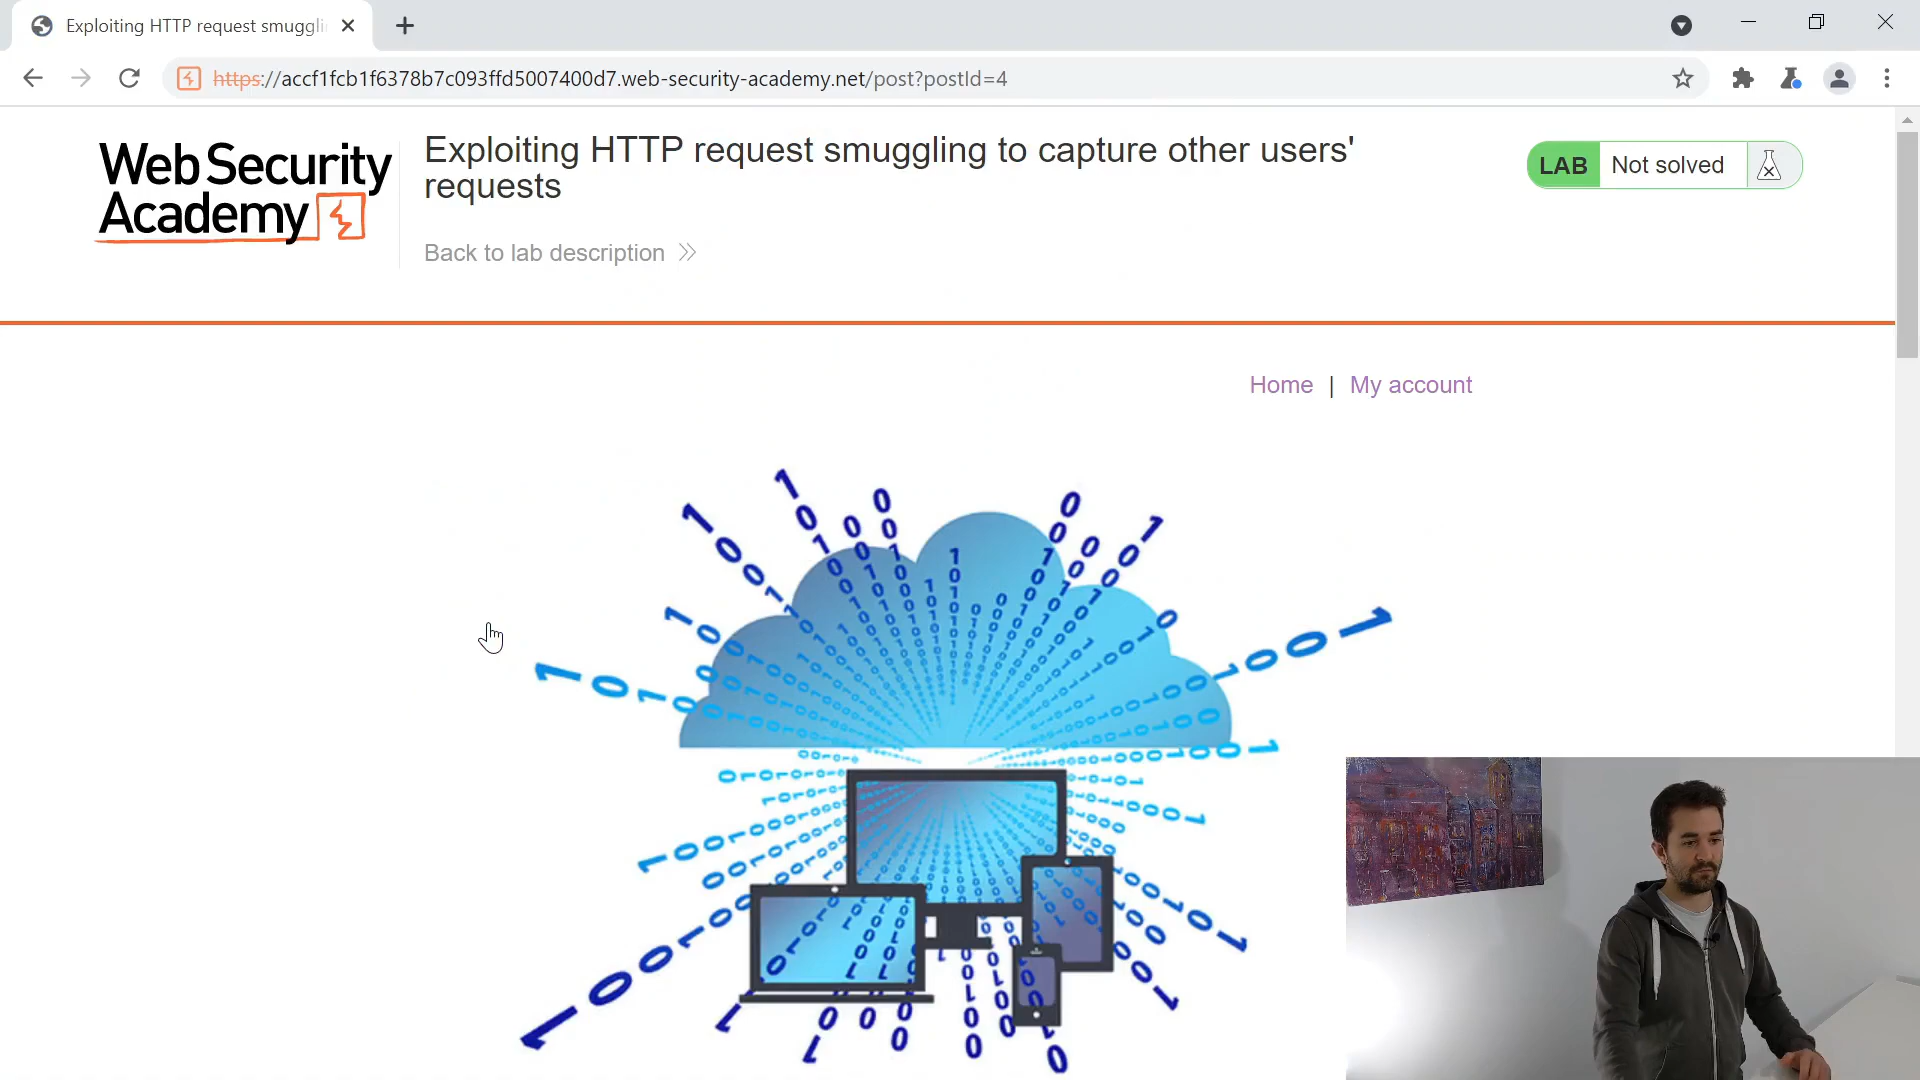 Exploiting HTTP request smuggli
https://accf1fcb1f6378b7c093ffd5007400d7.web-security-academy.net/post?postId=4
Web Security
Academy
Exploiting HTTP request smuggling to capture other users'
requests
Back to lab description
LAB
Not solved
Home | My account